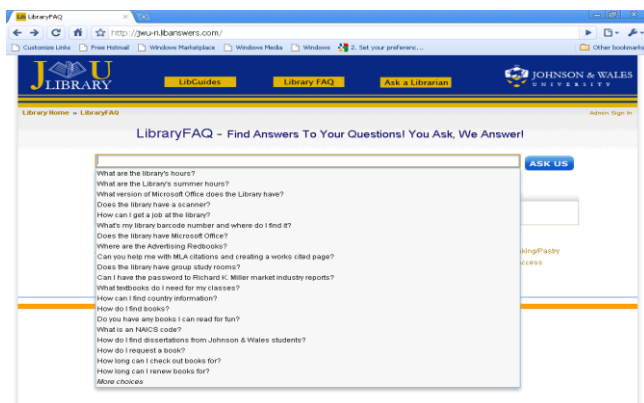 LibraryFAQ
http://jwu-ri.libanswers.com/
Customize Links Free Hotmail Windows Marketplace Windows Media Windows 2. Set your preferenc... Other bookmarks
JWU LIBRARY
LibGuides Library FAQ Ask a Librarian
JOHNSON & WALES
UNIVERSITY
Library Home » LibraryFAQ Admin Sign In
LibraryFAQ - Find Answers To Your Questions! You Ask, We Answer!
ASK US
What are the library's hours?
What are the Library's summer hours?
What version of Microsoft Office does the Library have?
Does the library have a scanner?
How can I get a job at the library?
What's my library barcode number and where do I find it?
Does the library have Microsoft Office?
Where are the Advertising Redbooks?
Can you help me with MLA citations and creating a works cited page?
Does the library have group study rooms?
Can I have the password to Richard K. Miller market industry reports?
What textbooks do I need for my classes?
How can I find country information?
How do I find books?
Do you have any books I can read for fun?
What is an NAICS code?
How do I find dissertations from Johnson & Wales students?
How do I request a book?
How long can I check out books for?
How long can I renew books for?
More choices
king/Pastry
ccess